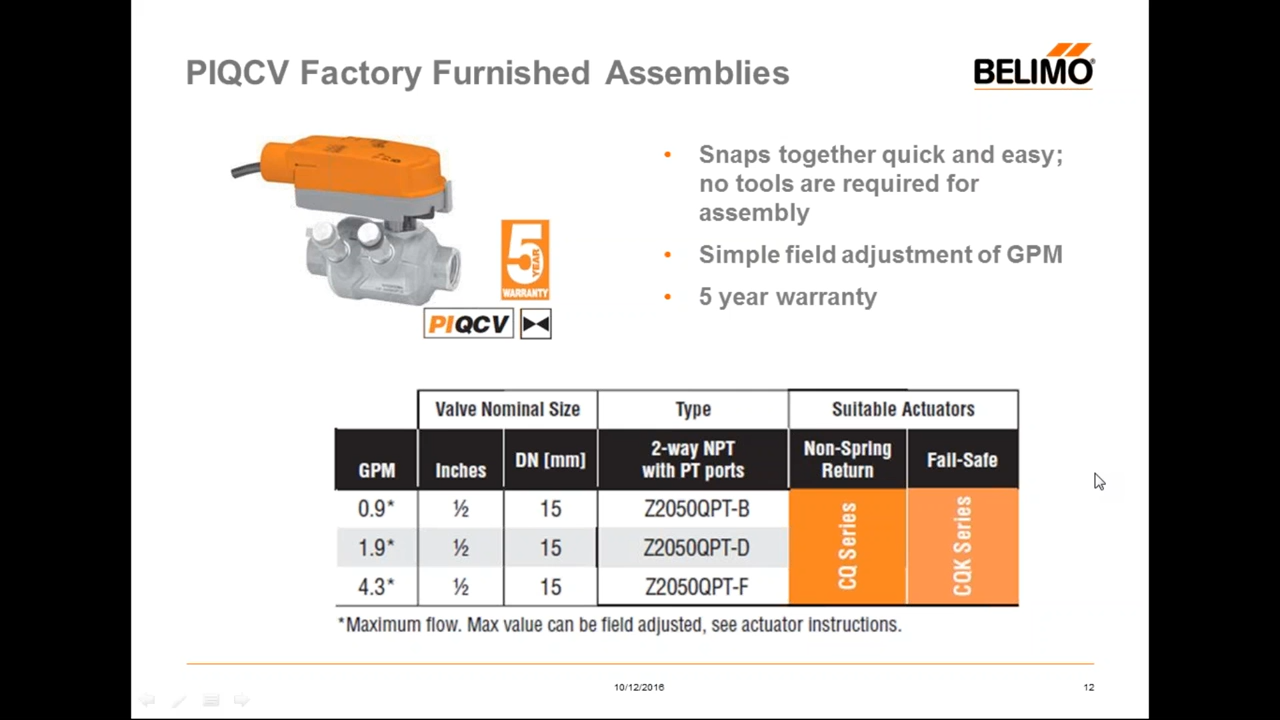 PIQCV Factory Furnished Assemblies
BELIMO®
Snaps together quick and easy;
no tools are required for
assembly
Simple field adjustment of GPM
5 year warranty
5
YEAR
WARRANTY
PIQCV
Valve Nominal Size Type Suitable Actuators
GPM Inches DN [mm] 2-way NPT with PT ports Non-Spring Return Fail-Safe
0.9* ½ 15 Z2050QPT-B
1.9* ½ 15 Z2050QPT-D
4.3* ½ 15 Z2050QPT-F
CQ Series
CQK Series
*Maximum flow. Max value can be field adjusted, see actuator instructions.
10/12/2016
12